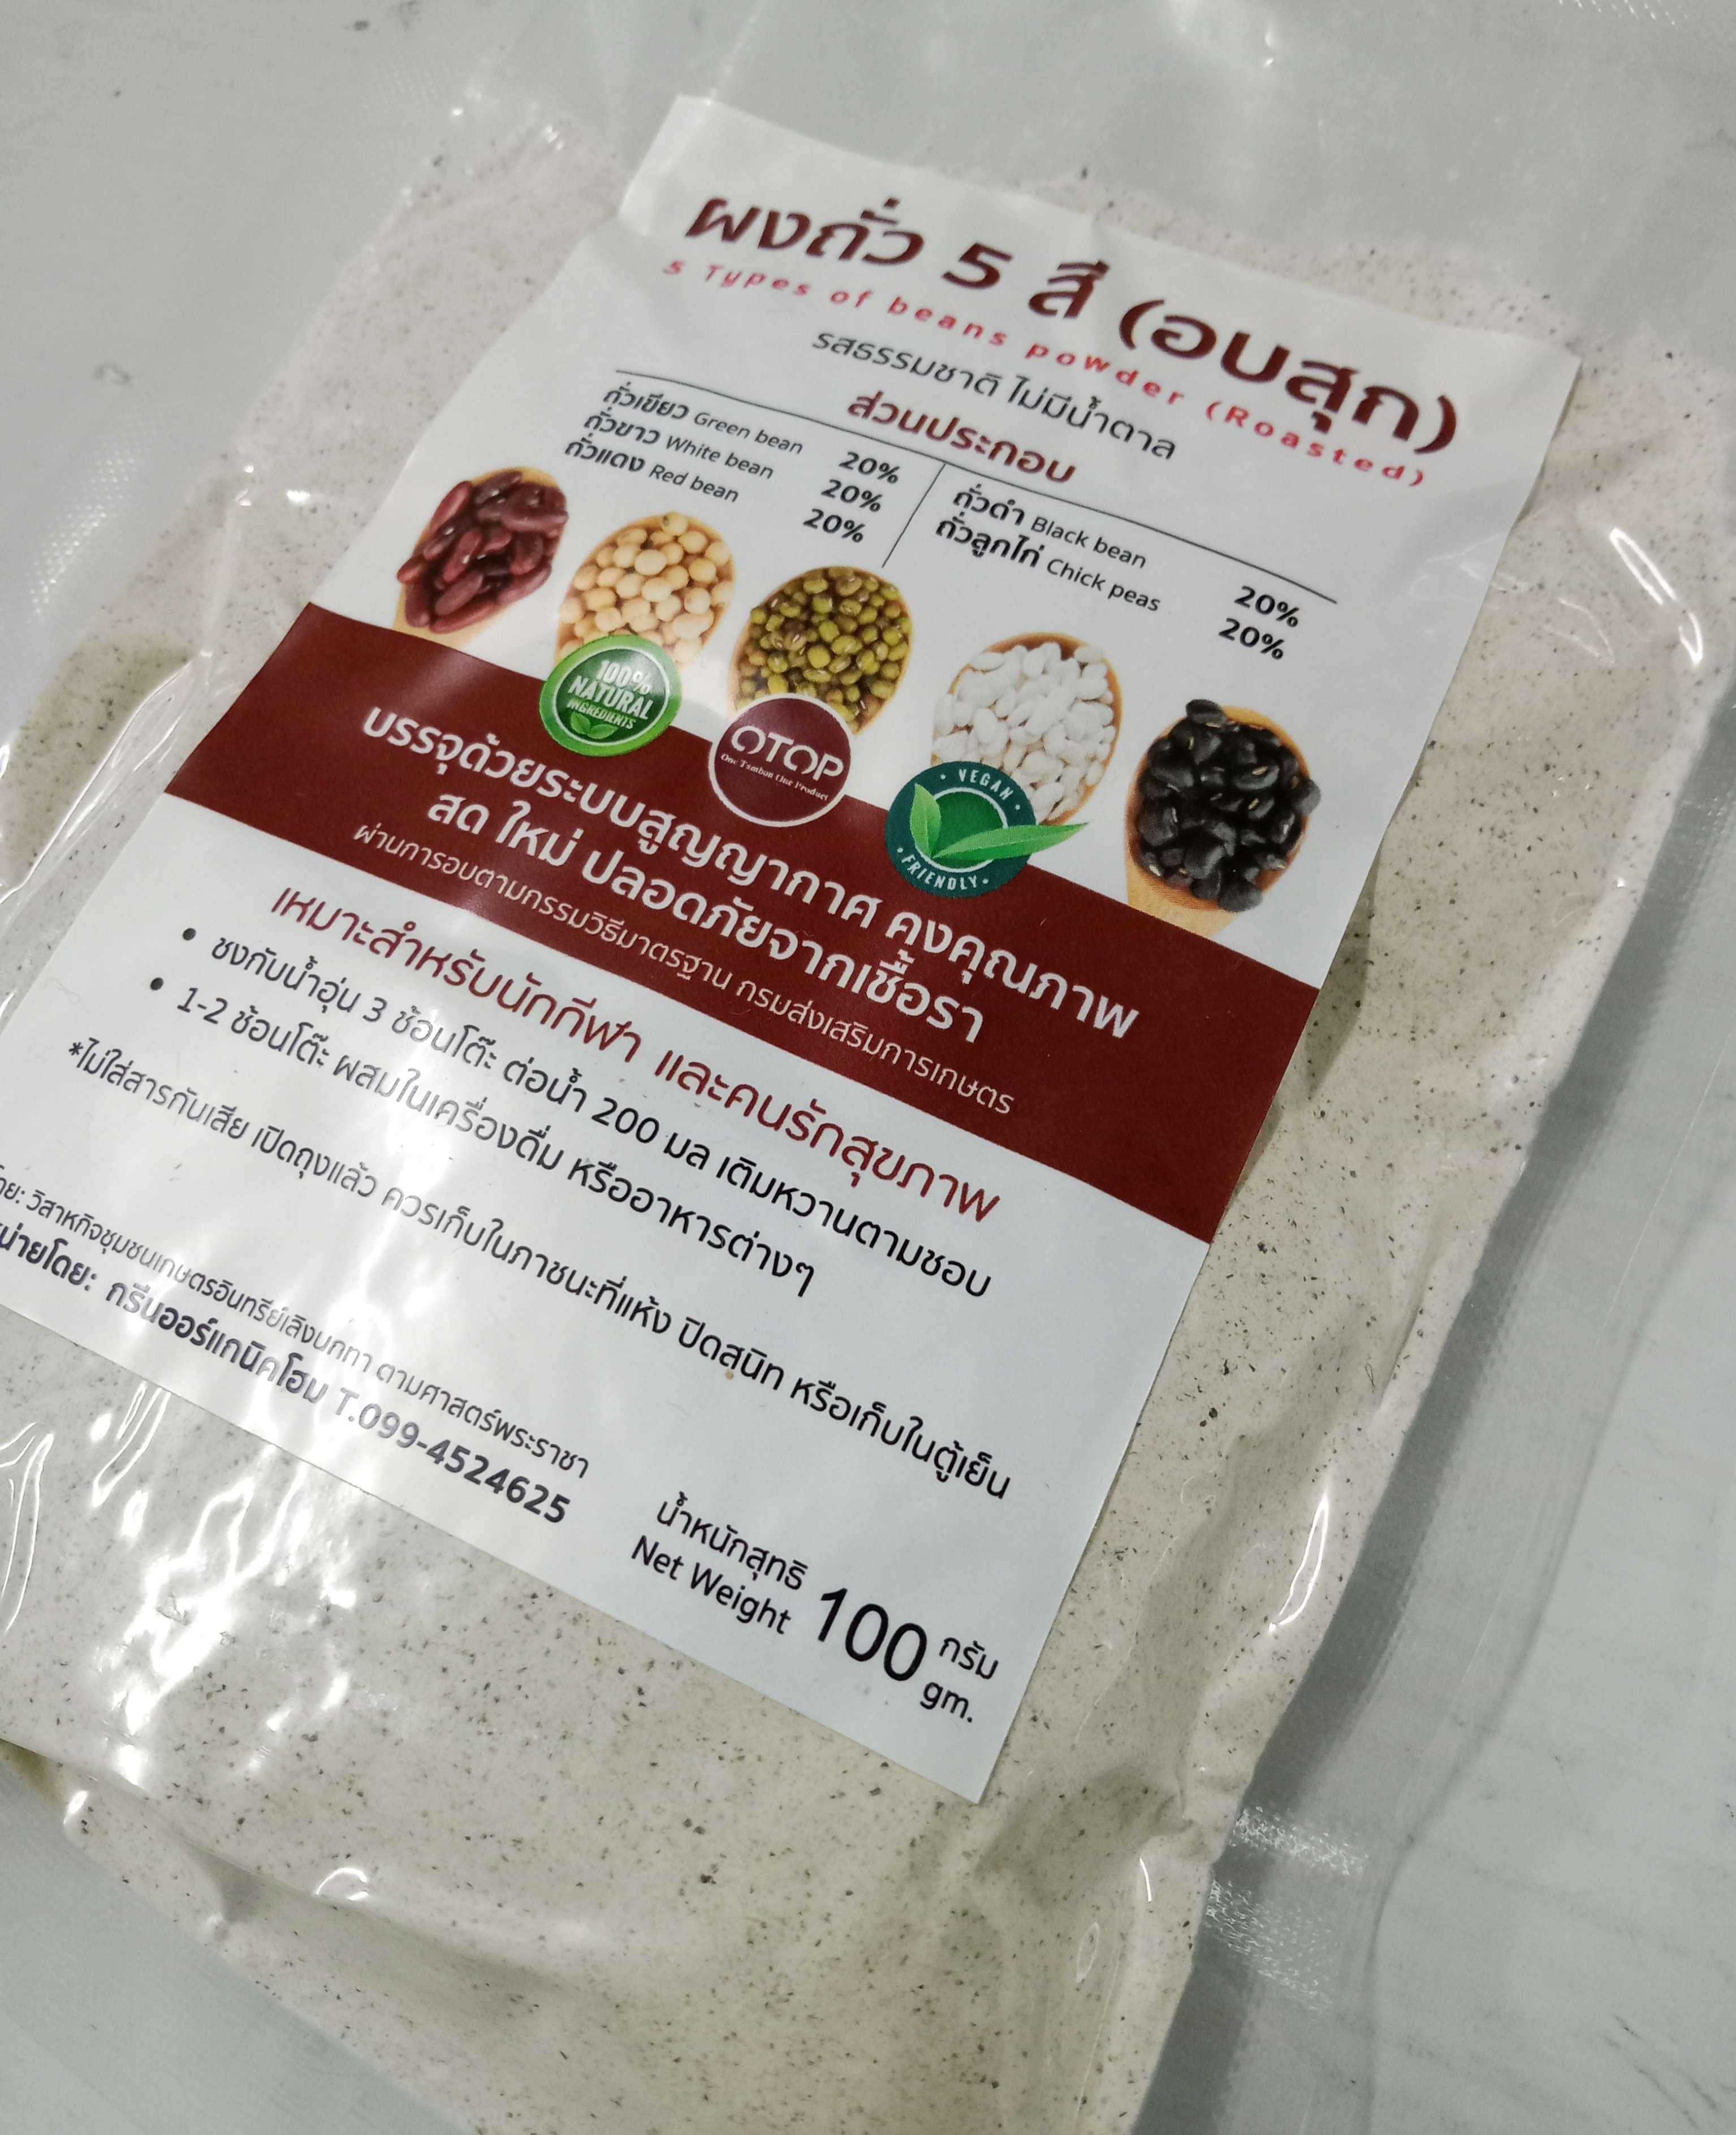 ผงถั่ว 5 สี (อบสุก)
5 Types of beans powder (Roasted)
รสธรรมชาติ ไม่มีน้ำตาล
ส่วนประกอบ
ถั่วเขียว Green bean 20%
ถั่วขาว White bean 20%
ถั่วแดง Red bean 20%
ถั่วดำ Black bean 20%
ถั่วลูกไก่ Chick peas 20%
100%
NATURAL
INGREDIENTS
OTOP
One Tambon One Product
VEGAN
FRIENDLY
บรรจุด้วยระบบสูญญากาศ คงคุณภาพ
สด ใหม่ ปลอดภัยจากเชื้อรา
ผ่านการอบตามกรรมวิธีมาตรฐาน กรมส่งเสริมการเกษตร
เหมาะสำหรับนักกีฬา และคนรักสุขภาพ
• ชงกับน้ำอุ่น 3 ช้อนโต๊ะ ต่อน้ำ 200 มล เติมหวานตามชอบ
• 1-2 ช้อนโต๊ะ ผสมในเครื่องดื่ม หรืออาหารต่างๆ
*ไม่ใส่สารกันเสีย เปิดถุงแล้ว ควรเก็บในภาชนะที่แห้ง ปิดสนิท หรือเก็บในตู้เย็น
วิสาหกิจชุมชนเกษตรอินทรีย์เลิงนกทา ตามศาสตร์พระราชา
น่ายโดย: กรีนออร์แกนิคโฮม T.099-4524625
น้ำหนักสุทธิ
Net Weight
100
กรัม
gm.